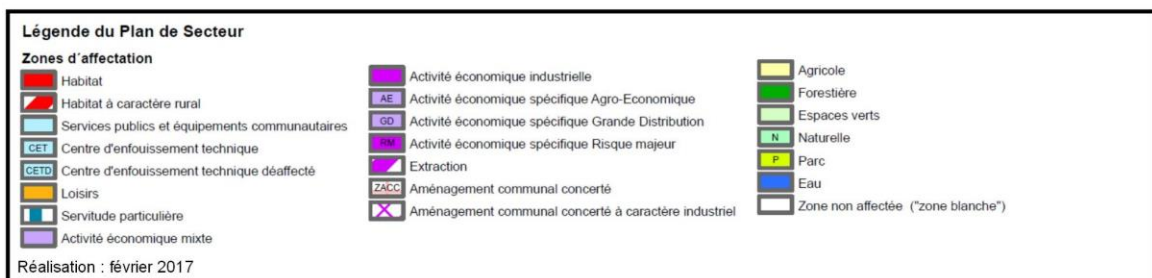 Légende du Plan de Secteur
Zones d´affectation
Habitat
Habitat à caractère rural
Services publics et équipements communautaires
CET Centre d'enfouissement technique
CETD Centre d'enfouissement technique déaffecté
Loisirs
Servitude particulière
Activité économique mixte
Activité économique industrielle
AE Activité économique spécifique Agro-Economique
GD Activité économique spécifique Grande Distribution
RM Activité économique spécifique Risque majeur
Extraction
ZACC Aménagement communal concerté
Aménagement communal concerté à caractère industriel
Agricole
Forestière
Espaces verts
N Naturelle
P Parc
Eau
Zone non affectée ("zone blanche")
Réalisation : février 2017